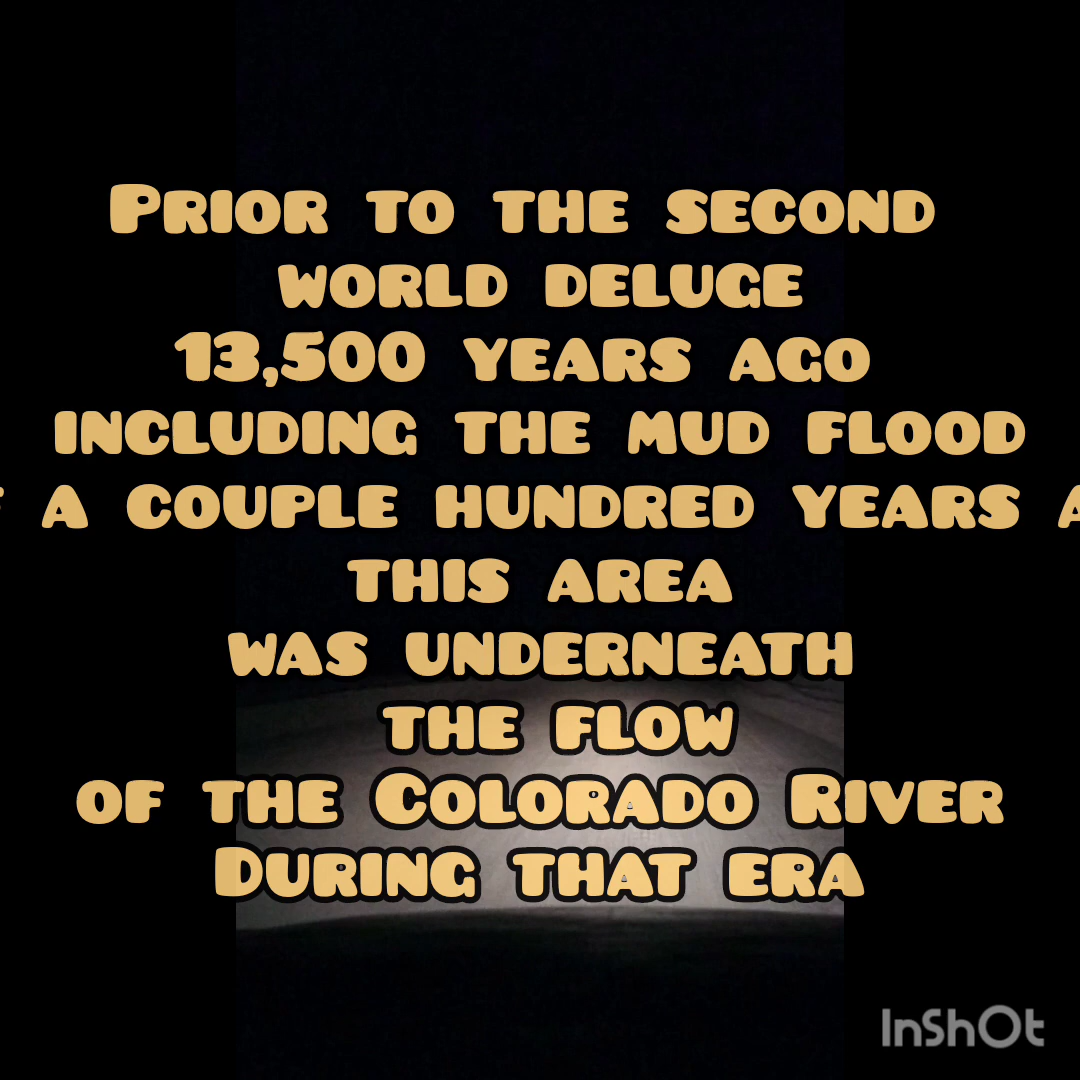 Prior to the second
world deluge
13,500 years ago
including the mud flood
a couple hundred years
this area
was underneath
the flow
of the Colorado River
During that era
InShOt